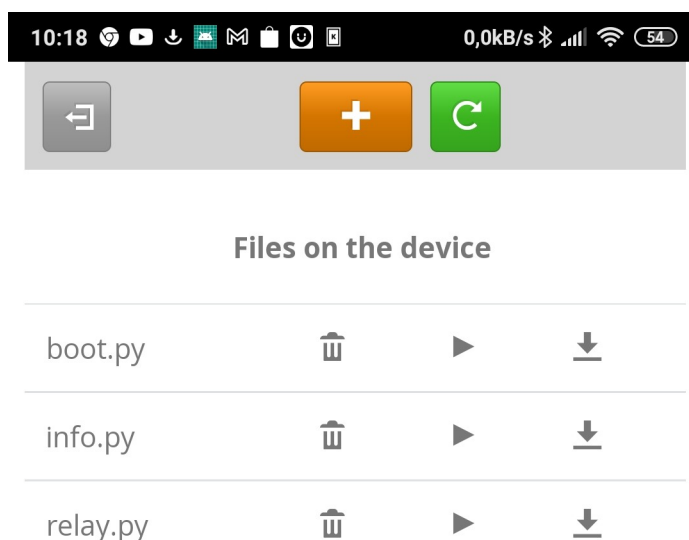 10:18 0,0kB/s 54
Files on the device
boot.py
info.py
relay.py